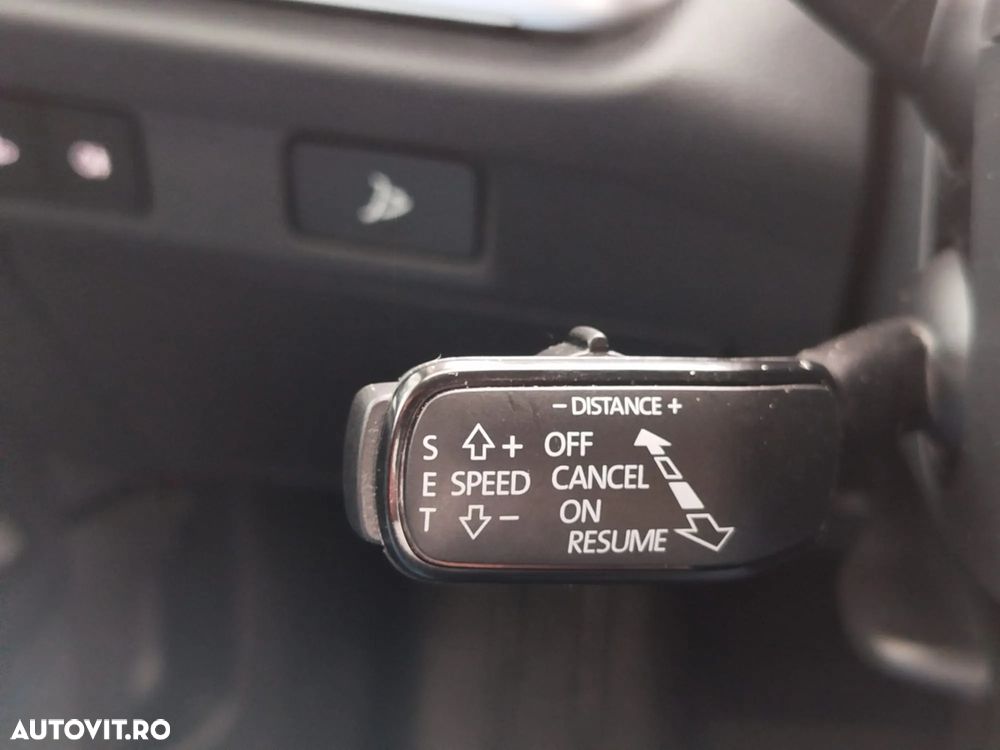 − DISTANCE +
S
E
T
+
SPEED
−
OFF
CANCEL
ON
RESUME
AUTOVIT.RO